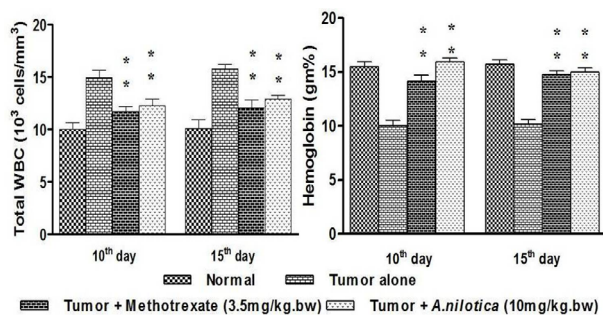 Total WBC (10³ cells/mm³)
20
15
10
5
0
* * * *
* * * *
10th day
15th day
Hemoglobin (gm%)
20
15
10
5
0
* * * *
* * * *
10th day
15th day
Normal
Tumor alone
Tumor + Methotrexate (3.5mg/kg.bw)
Tumor + A.nilotica (10mg/kg.bw)